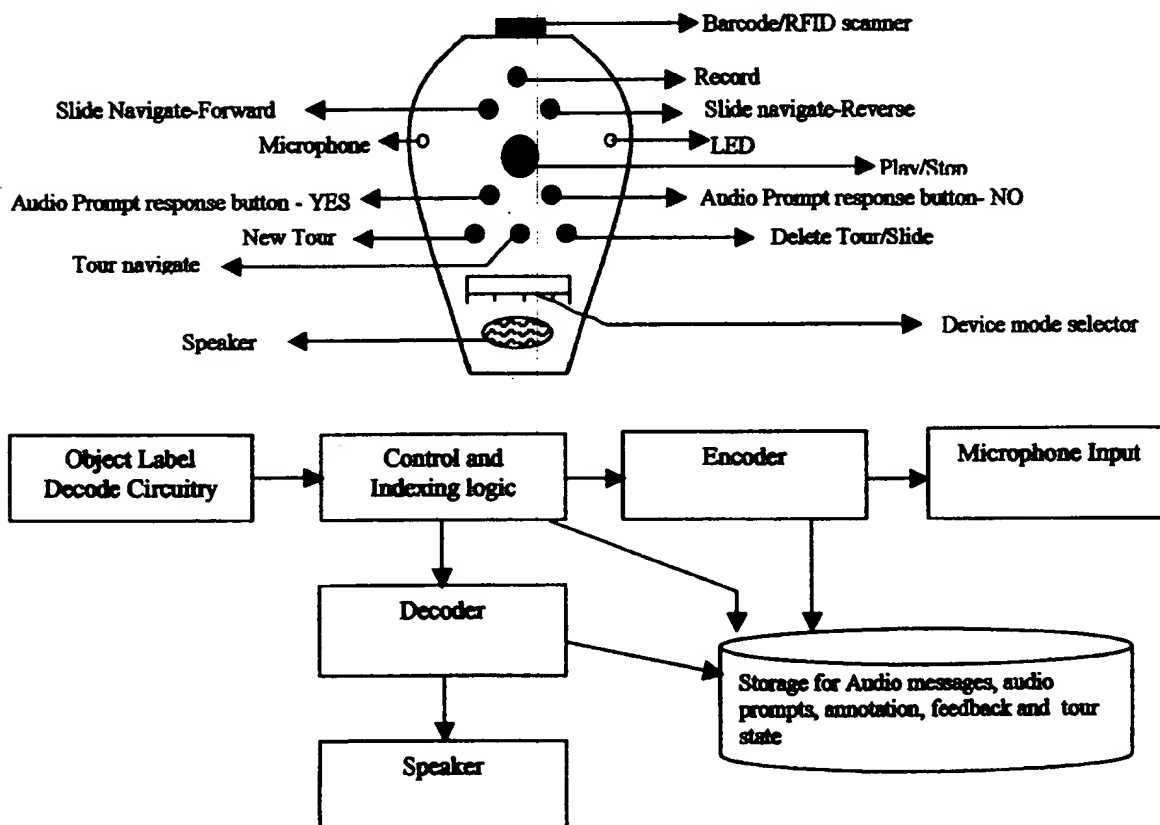 Barcode/RFID scanner
Record
Slide Navigate-Forward
Slide navigate-Reverse
Microphone
LED
Play/Stop
Audio Prompt response button - YES
Audio Prompt response button- NO
New Tour
Delete Tour/Slide
Tour navigate
Device mode selector
Speaker
Object Label
Decode Circuitry
Control and
Indexing logic
Encoder
Microphone Input
Decoder
Storage for Audio messages, audio
prompts, annotation, feedback and tour
state
Speaker